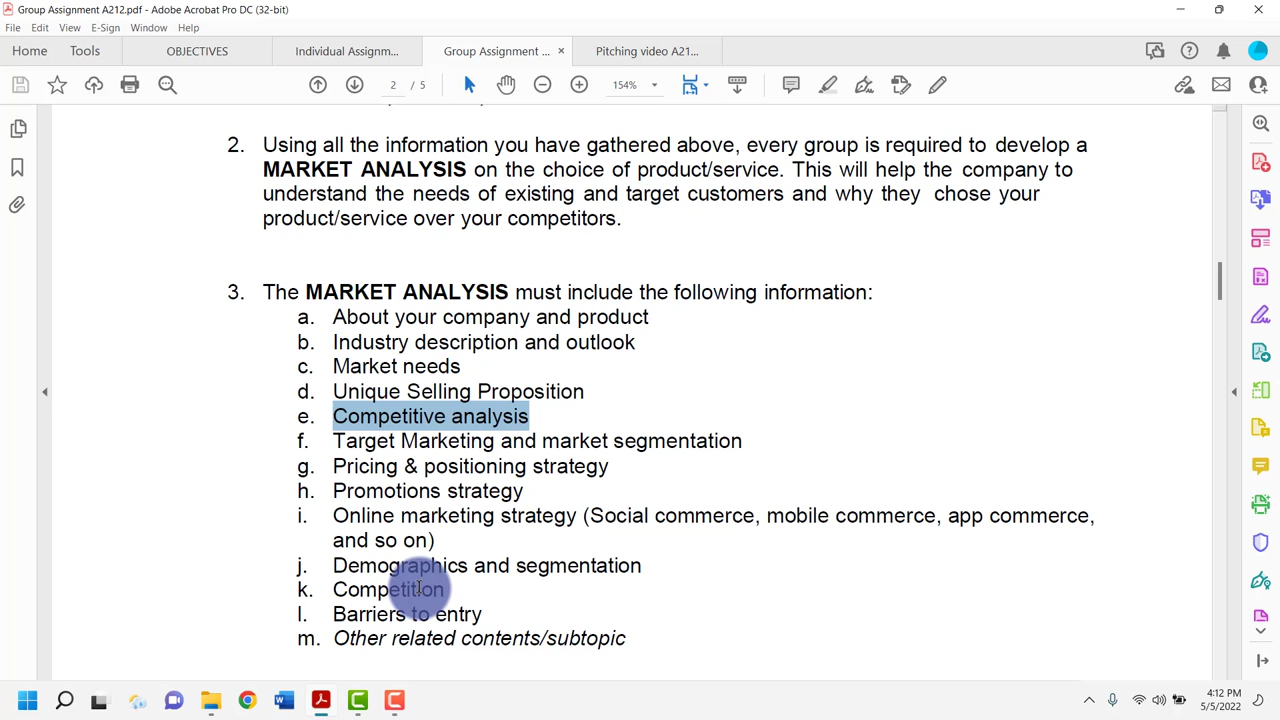 Group Assignment A212.pdf - Adobe Acrobat Pro DC (32-bit)
File Edit View E-Sign Window Help
Home Tools OBJECTIVES Individual Assignm... Group Assignment ... × Pitching video A21...
2 / 5 154%
2. Using all the information you have gathered above, every group is required to develop a
MARKET ANALYSIS on the choice of product/service. This will help the company to
understand the needs of existing and target customers and why they chose your
product/service over your competitors.
3. The MARKET ANALYSIS must include the following information:
a. About your company and product
b. Industry description and outlook
c. Market needs
d. Unique Selling Proposition
e. Competitive analysis
f. Target Marketing and market segmentation
g. Pricing & positioning strategy
h. Promotions strategy
i. Online marketing strategy (Social commerce, mobile commerce, app commerce,
and so on)
j. Demographics and segmentation
k. Competition
l. Barriers to entry
m. Other related contents/subtopic
4:12 PM
5/5/2022